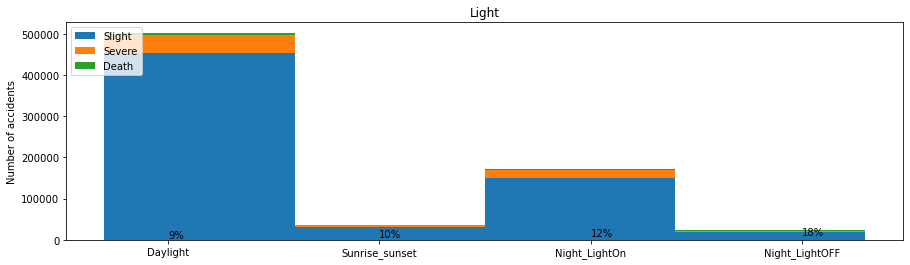 Light
Slight
Severe
Death
Number of accidents
500000
400000
300000
200000
100000
0
9%
10%
12%
18%
Daylight
Sunrise_sunset
Night_LightOn
Night_LightOFF